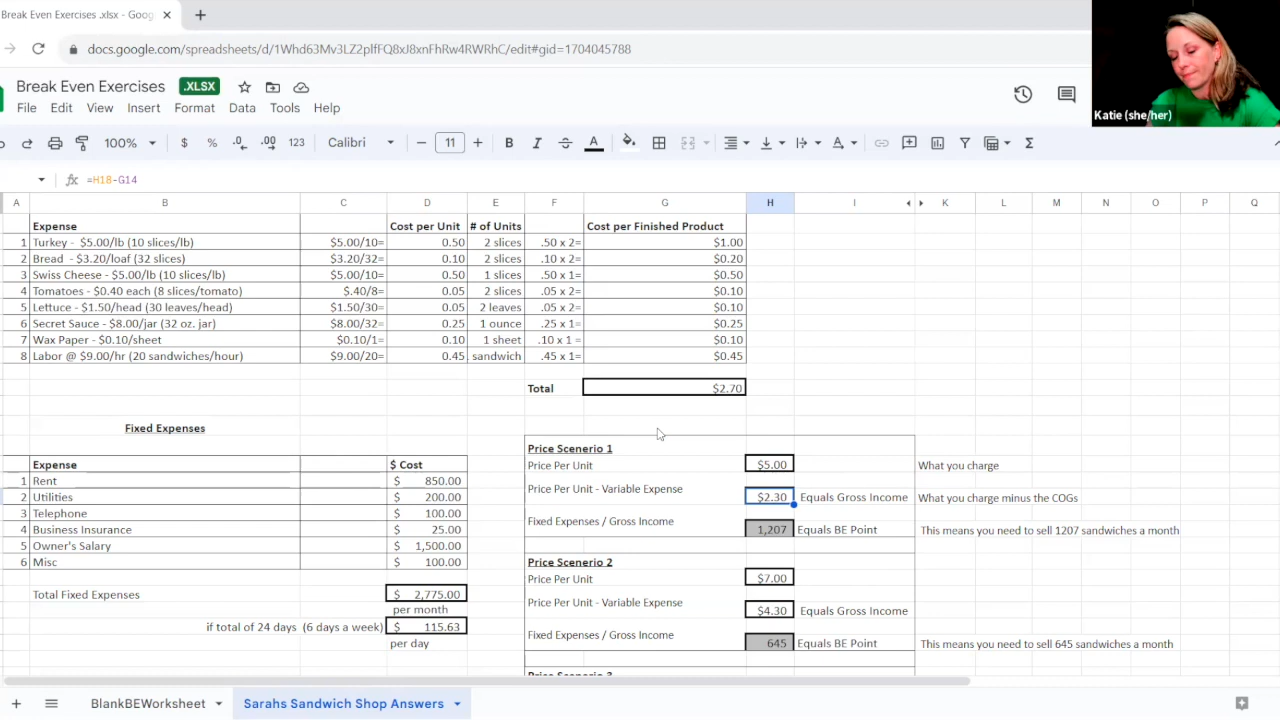 Break Even Exercises .xlsx - Goog
docs.google.com/spreadsheets/d/1Whd63Mv3LZ2plfFQ8xJ8xnFhRw4RWRhC/edit#gid=1704045788
Break Even Exercises .XLSX
File Edit View Insert Format Data Tools Help
Katie (she/her)
100% $ % .0 .00 123 Calibri 11 B I S A
fx =H18-G14
A B C D E F G H I K L M N O P Q
Expense Cost per Unit # of Units Cost per Finished Product
1 Turkey - $5.00/lb (10 slices/lb) $5.00/10= 0.50 2 slices .50 x 2= $1.00
2 Bread - $3.20/loaf (32 slices) $3.20/32= 0.10 2 slices .10 x 2= $0.20
3 Swiss Cheese - $5.00/lb (10 slices/lb) $5.00/10= 0.50 1 slices .50 x 1= $0.50
4 Tomatoes - $0.40 each (8 slices/tomato) $.40/8= 0.05 2 slices .05 x 2= $0.10
5 Lettuce - $1.50/head (30 leaves/head) $1.50/30= 0.05 2 leaves .05 x 2= $0.10
6 Secret Sauce - $8.00/jar (32 oz. jar) $8.00/32= 0.25 1 ounce .25 x 1= $0.25
7 Wax Paper - $0.10/sheet $0.10/1= 0.10 1 sheet .10 x 1 = $0.10
8 Labor @ $9.00/hr (20 sandwiches/hour) $9.00/20= 0.45 sandwich .45 x 1= $0.45
Total $2.70
Fixed Expenses
Expense $ Cost
1 Rent $ 850.00
2 Utilities $ 200.00
3 Telephone $ 100.00
4 Business Insurance $ 25.00
5 Owner's Salary $ 1,500.00
6 Misc $ 100.00
Total Fixed Expenses $ 2,775.00
per month
if total of 24 days (6 days a week) $ 115.63
per day
Price Scenerio 1
Price Per Unit $5.00 What you charge
Price Per Unit - Variable Expense $2.30 Equals Gross Income What you charge minus the COGs
Fixed Expenses / Gross Income 1,207 Equals BE Point This means you need to sell 1207 sandwiches a month
Price Scenerio 2
Price Per Unit $7.00
Price Per Unit - Variable Expense $4.30 Equals Gross Income
Fixed Expenses / Gross Income 645 Equals BE Point This means you need to sell 645 sandwiches a month
BlankBEWorksheet Sarahs Sandwich Shop Answers